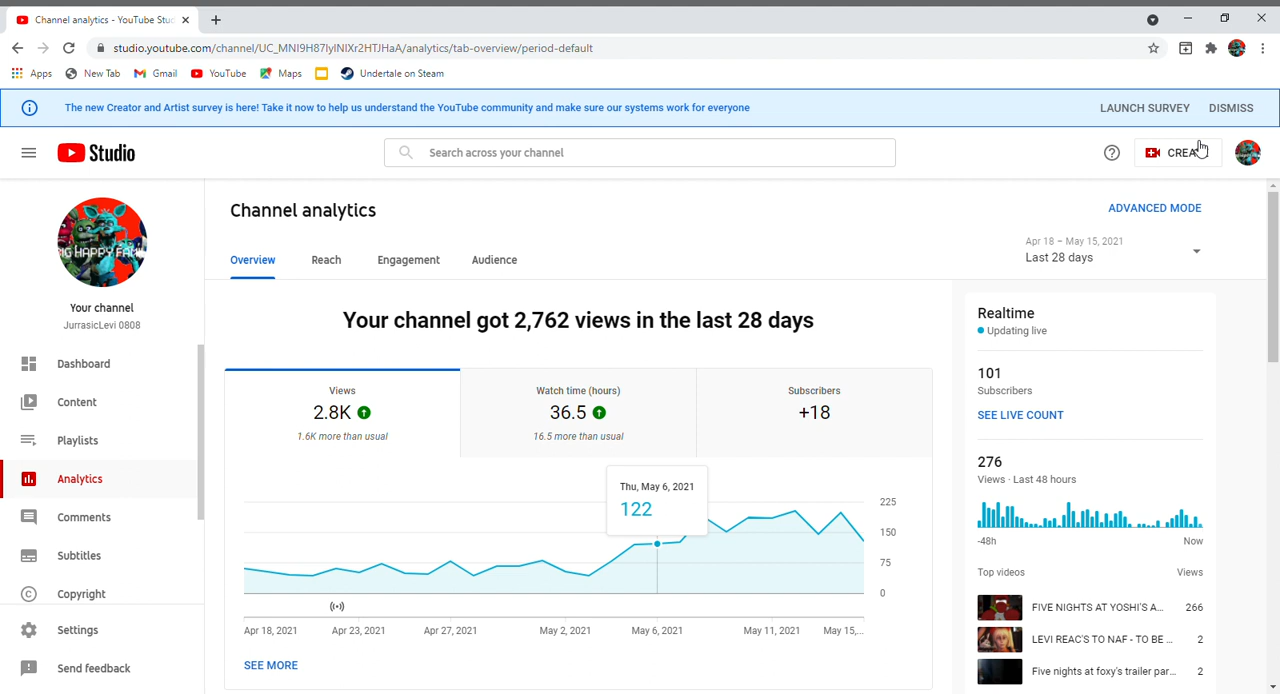 Channel analytics - YouTube Stud
studio.youtube.com/channel/UC_MNI9H87lylNIXr2HTJHaA/analytics/tab-overview/period-default
Apps New Tab Gmail YouTube Maps Undertale on Steam
The new Creator and Artist survey is here! Take it now to help us understand the YouTube community and make sure our systems work for everyone
LAUNCH SURVEY DISMISS
Studio
Search across your channel
CREA
IG HAPPY FAMI
Your channel
JurrasicLevi 0808
Dashboard
Content
Playlists
Analytics
Comments
Subtitles
Copyright
Settings
Send feedback
Channel analytics
ADVANCED MODE
Overview Reach Engagement Audience
Apr 18 – May 15, 2021
Last 28 days
Your channel got 2,762 views in the last 28 days
Views
2.8K
1.6K more than usual
Watch time (hours)
36.5
16.5 more than usual
Subscribers
+18
Thu, May 6, 2021
122
225
150
75
0
Apr 18, 2021 Apr 23, 2021 Apr 27, 2021 May 2, 2021 May 6, 2021 May 11, 2021 May 15,...
SEE MORE
Realtime
Updating live
101
Subscribers
SEE LIVE COUNT
276
Views · Last 48 hours
-48h Now
Top videos Views
FIVE NIGHTS AT YOSHI'S A... 266
LEVI REAC'S TO NAF - TO BE ... 2
Five nights at foxy's trailer par... 2